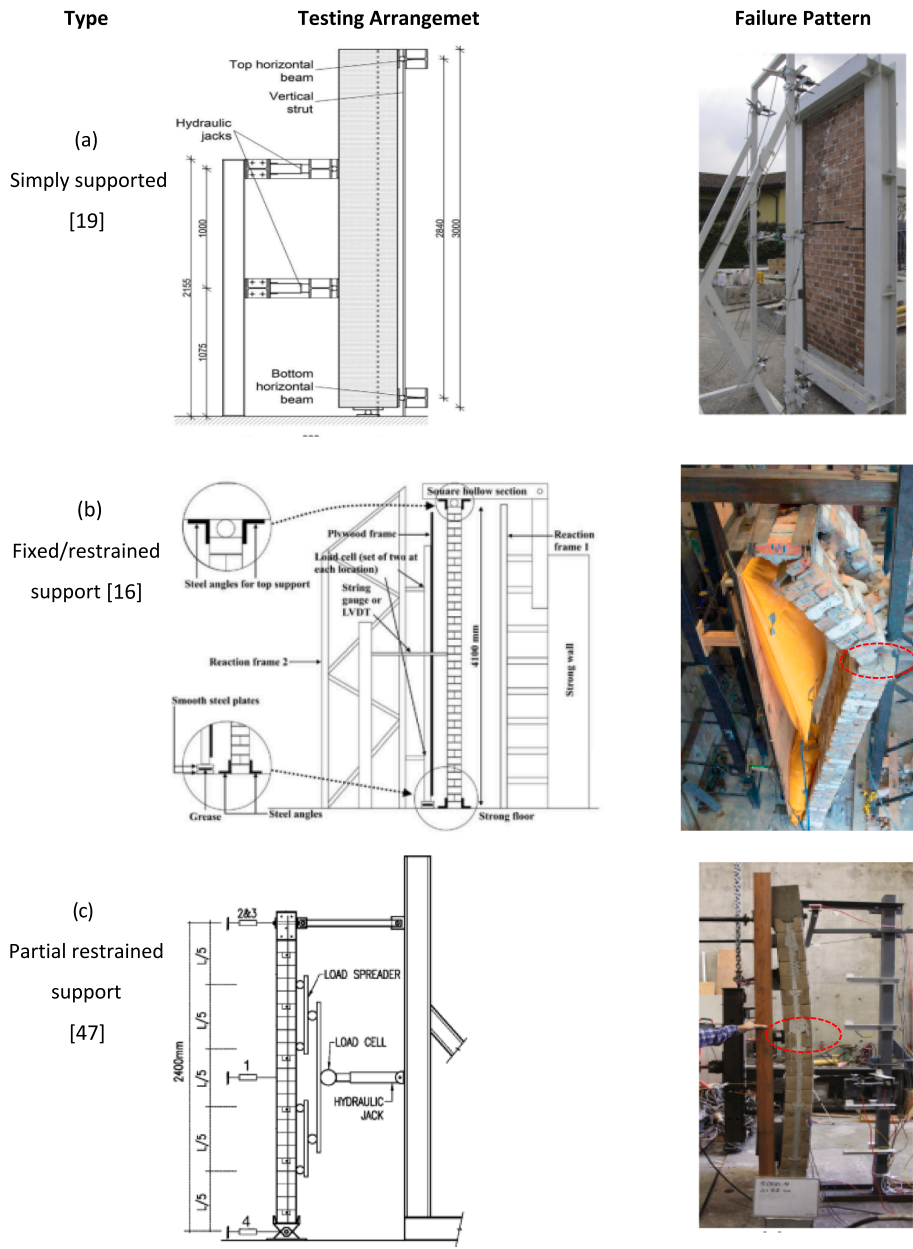 Type Testing Arrangemet Failure Pattern
(a)
Simply supported
[19]
Top horizontal
beam
Vertical
strut
Hydraulic
jacks
1000
2155
1075
2840
3000
Bottom
horizontal
beam
(b)
Fixed/restrained
support [16]
Steel angles for top support
Square hollow section
Plywood frame
Load cell (set of two at
each location)
String
gauge or
LVDT
Reaction
frame 1
4100 mm
Strong wall
Reaction frame 2
Smooth steel plates
Grease
Steel angles
Strong floor
(c)
Partial restrained
support
[47]
2&3
L/5
L/5
L/5
L/5
L/5
2400mm
LOAD SPREADER
LOAD CELL
1
HYDRAULIC
JACK
4